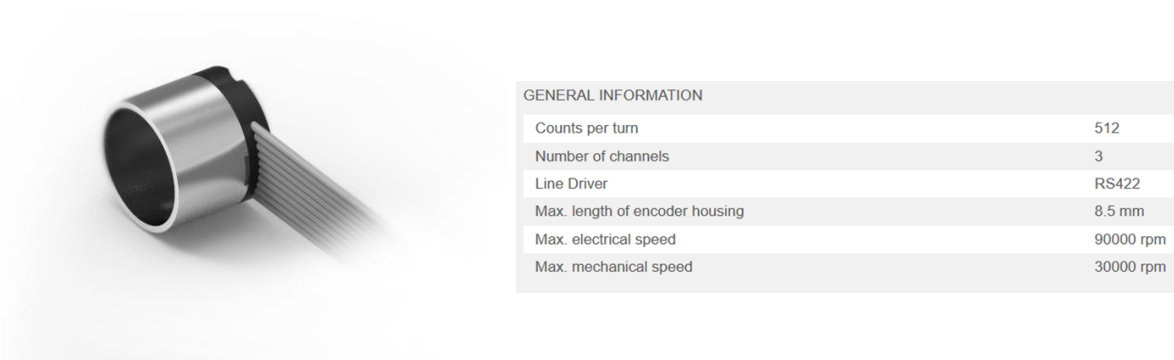 GENERAL INFORMATION
Counts per turn 512
Number of channels 3
Line Driver RS422
Max. length of encoder housing 8.5 mm
Max. electrical speed 90000 rpm
Max. mechanical speed 30000 rpm